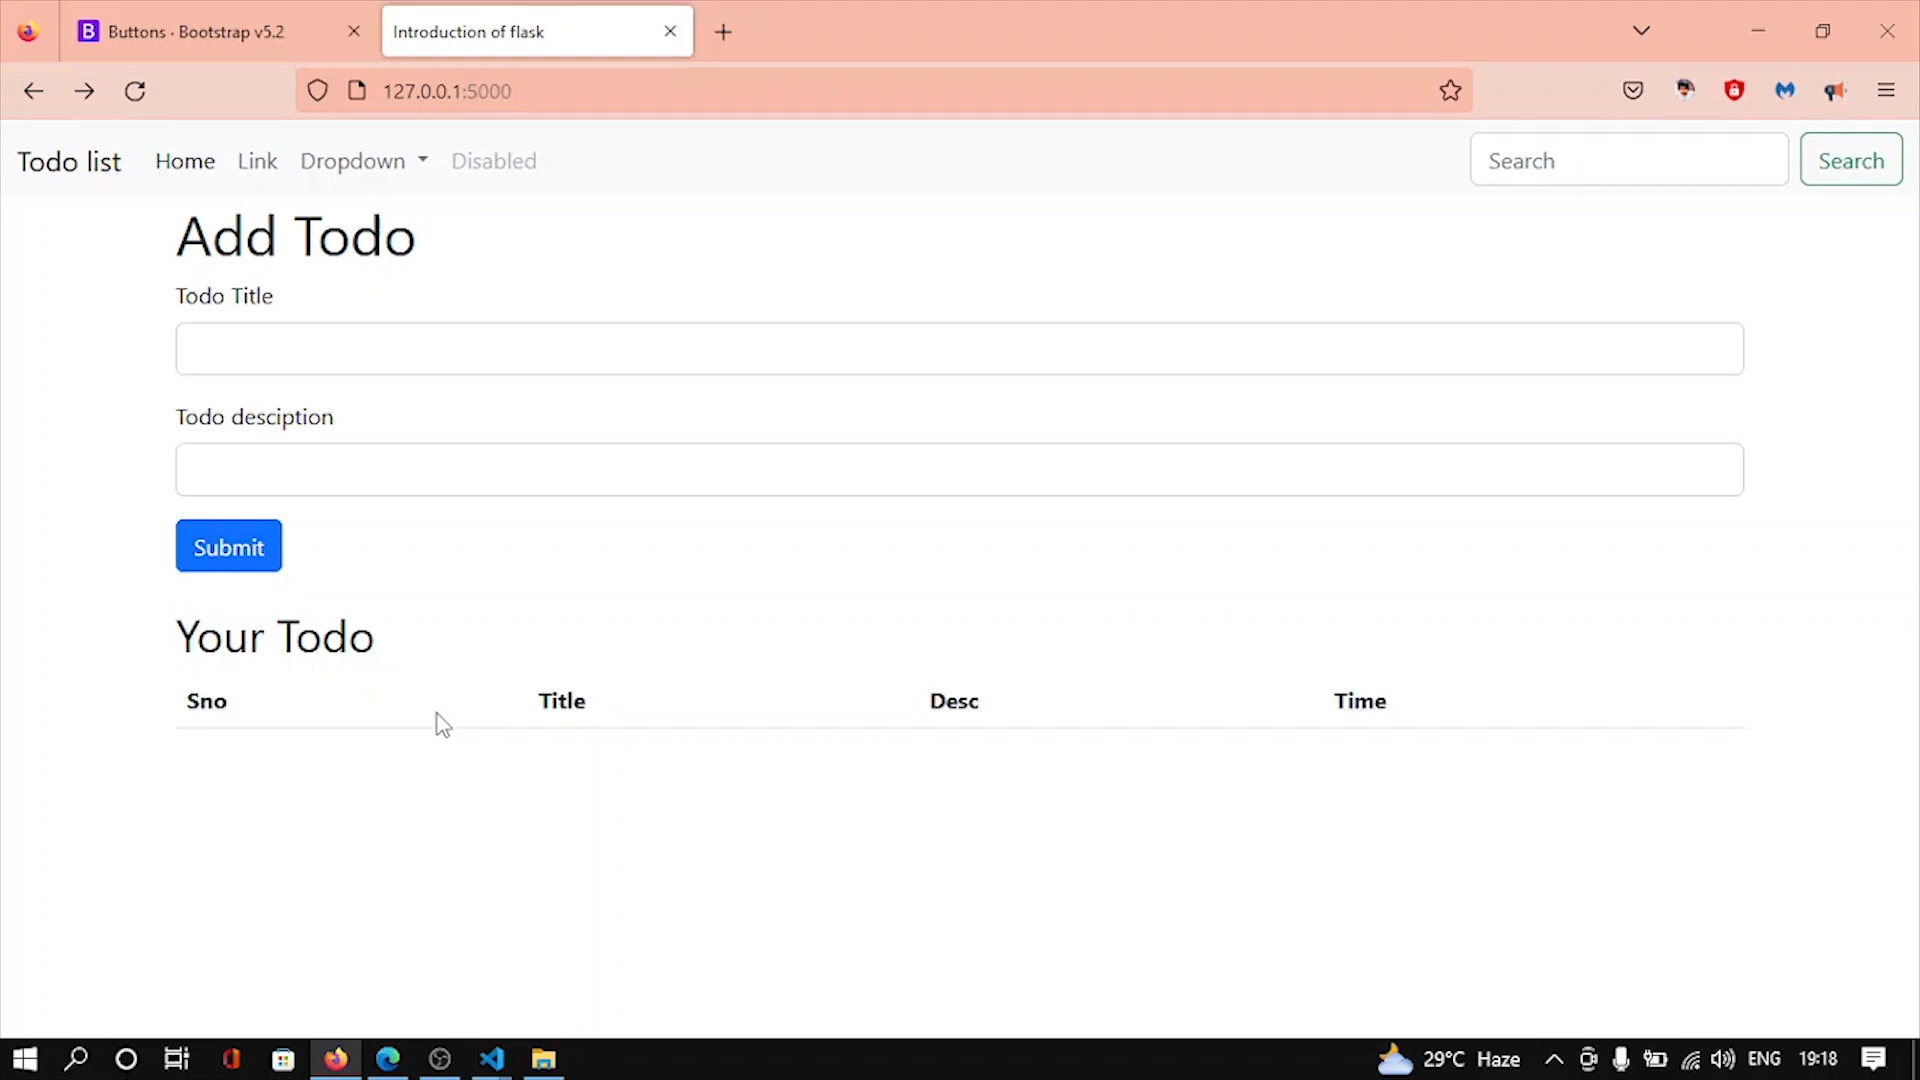 Buttons · Bootstrap v5.2
Introduction of flask
127.0.0.1:5000
Todo list Home Link Dropdown Disabled Search Search
Add Todo
Todo Title
Todo desciption
Submit
Your Todo
Sno Title Desc Time
29°C Haze ENG 19:18